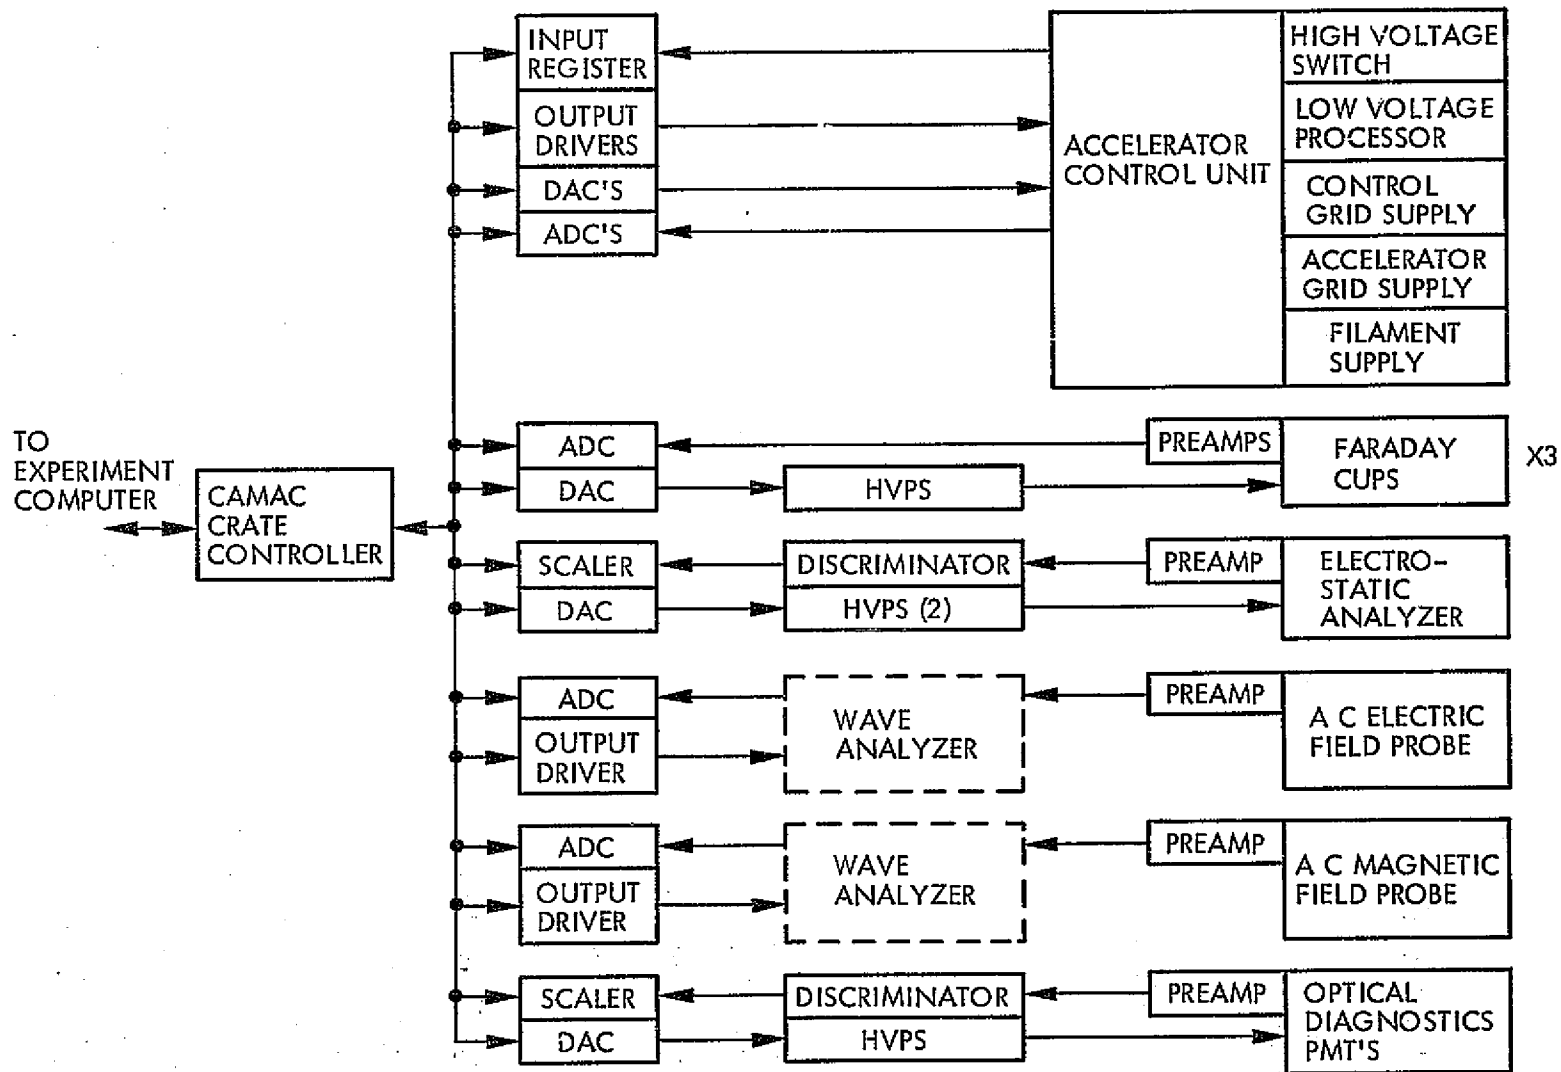 INPUT
REGISTER
OUTPUT
DRIVERS
DAC'S
ADC'S
ACCELERATOR
CONTROL UNIT
HIGH VOLTAGE
SWITCH
LOW VOLTAGE
PROCESSOR
CONTROL
GRID SUPPLY
ACCELERATOR
GRID SUPPLY
FILAMENT
SUPPLY
TO
EXPERIMENT
COMPUTER
CAMAC
CRATE
CONTROLLER
ADC
DAC
HVPS
PREAMPS
FARADAY
CUPS
X3
SCALER
DAC
DISCRIMINATOR
HVPS (2)
PREAMP
ELECTRO-
STATIC
ANALYZER
ADC
OUTPUT
DRIVER
WAVE
ANALYZER
PREAMP
A C ELECTRIC
FIELD PROBE
ADC
OUTPUT
DRIVER
WAVE
ANALYZER
PREAMP
A C MAGNETIC
FIELD PROBE
SCALER
DAC
DISCRIMINATOR
HVPS
PREAMP
OPTICAL
DIAGNOSTICS
PMT'S